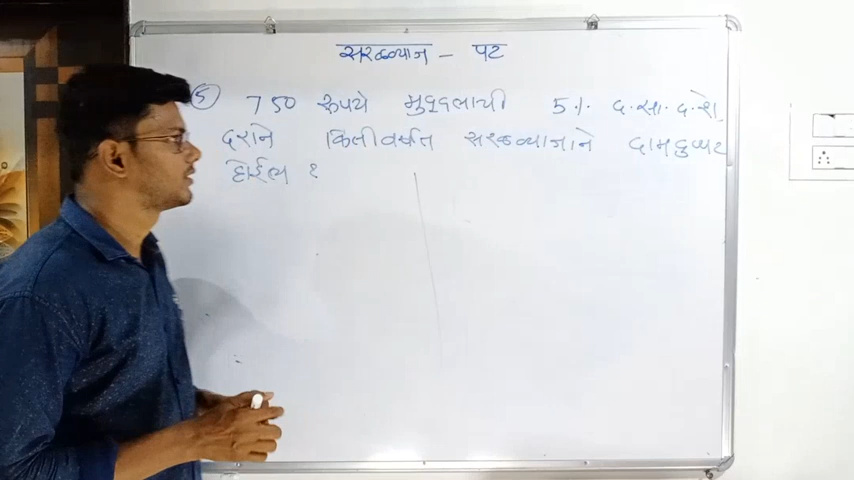 सरळव्याज - पट
5 750 रुपये मुद्दलाची 5% द.सा.द.शे.
दराने कितीवर्षात सरळव्याजाने दामदुप्पट
होईल ?